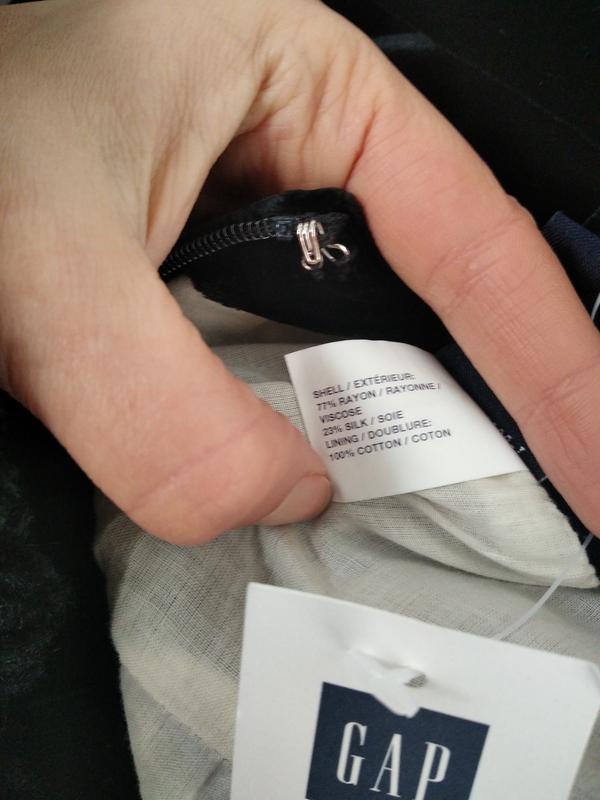 SHELL / EXTÉRIEUR:
77% RAYON / RAYONNE /
VISCOSE
23% SILK / SOIE
LINING / DOUBLURE:
100% COTTON / COTON
GAP